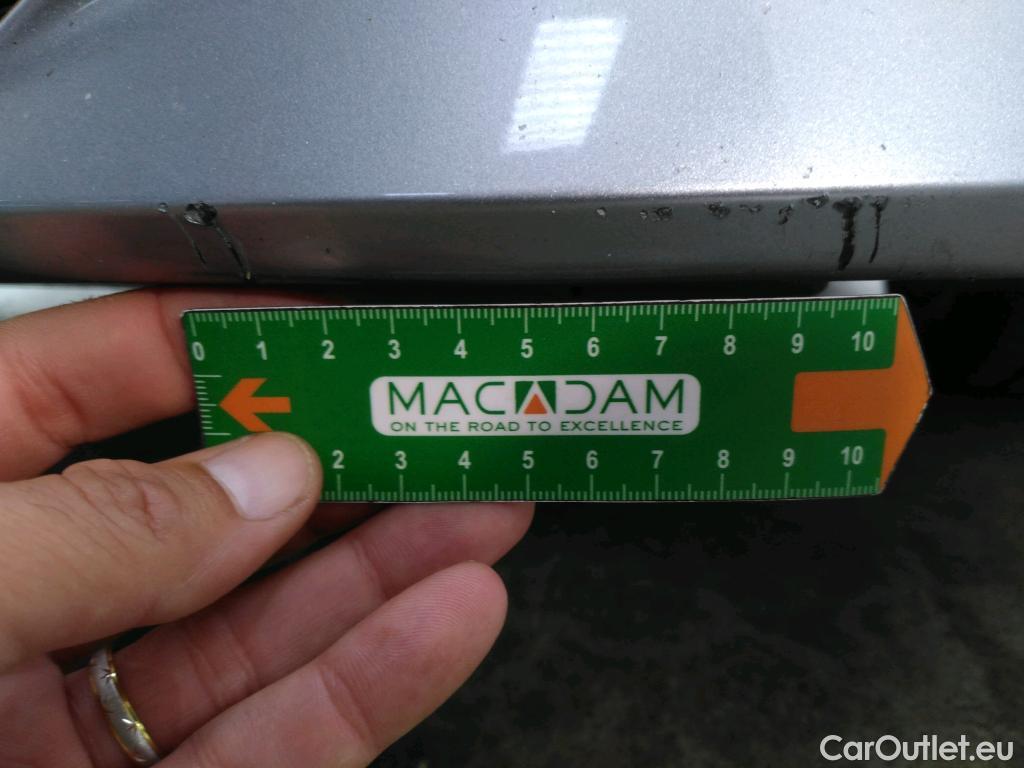 0 1 2 3 4 5 6 7 8 9 10
MACADAM
ON THE ROAD TO EXCELLENCE
2 3 4 5 6 7 8 9 10
CarOutlet.eu